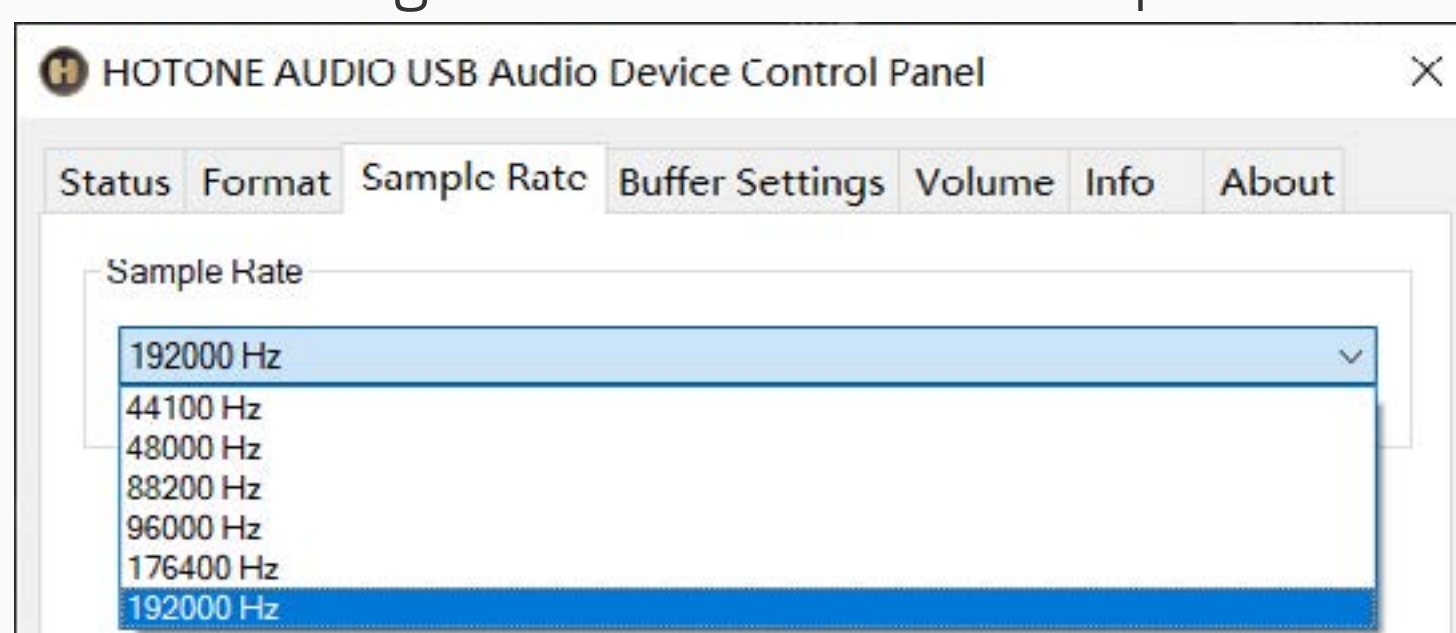 HOTONE AUDIO USB Audio Device Control Panel
Status Format Sample Rate Buffer Settings Volume Info About
Sample Rate
192000 Hz
44100 Hz
48000 Hz
88200 Hz
96000 Hz
176400 Hz
192000 Hz